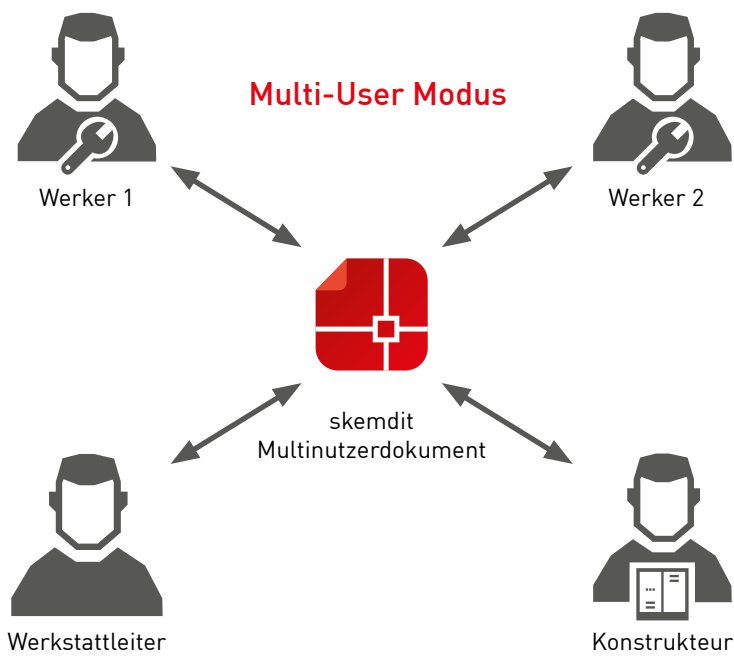 Multi-User Modus
Werker 1
Werker 2
skemdit
Multinutzerdokument
Werkstattleiter
Konstrukteur